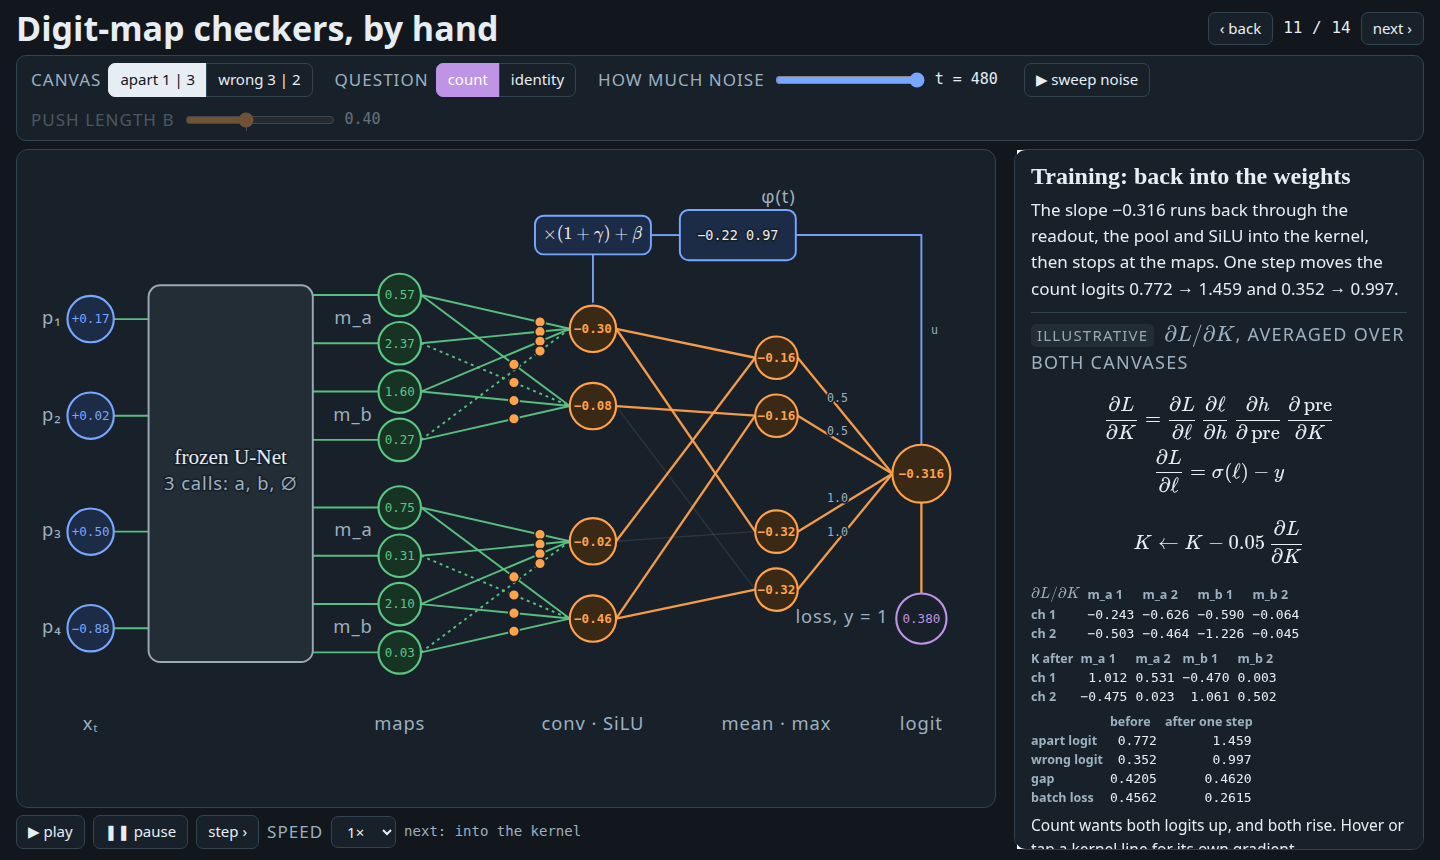 Digit-map checkers, by hand
‹ back 11 / 14 next ›
CANVAS apart 1 | 3 wrong 3 | 2 QUESTION count identity HOW MUCH NOISE t = 480 ▶ sweep noise
PUSH LENGTH B 0.40
φ(t)
×(1 + γ) + β
−0.22 0.97
p₁ +0.17
p₂ +0.02
p₃ +0.50
p₄ −0.88
frozen U-Net
3 calls: a, b, ∅
m_a
m_b
m_a
m_b
0.57
2.37
1.60
0.27
0.75
0.31
2.10
0.03
−0.30
−0.08
−0.02
−0.46
−0.16
−0.16
−0.32
−0.32
0.5
0.5
1.0
1.0
u
−0.316
loss, y = 1 0.380
xₜ maps conv · SiLU mean · max logit
▶ play ❚❚ pause step › SPEED 1× next: into the kernel
Training: back into the weights
The slope −0.316 runs back through the
readout, the pool and SiLU into the kernel,
then stops at the maps. One step moves the
count logits 0.772 → 1.459 and 0.352 → 0.997.
ILLUSTRATIVE ∂L/∂K, AVERAGED OVER
BOTH CANVASES
∂L/∂K = ∂L/∂ℓ ∂ℓ/∂h ∂h/∂ pre ∂ pre/∂K
∂L/∂ℓ = σ(ℓ) − y
K ← K − 0.05 ∂L/∂K
∂L/∂K m_a 1 m_a 2 m_b 1 m_b 2
ch 1 −0.243 −0.626 −0.590 −0.064
ch 2 −0.503 −0.464 −1.226 −0.045
K after m_a 1 m_a 2 m_b 1 m_b 2
ch 1 1.012 0.531 −0.470 0.003
ch 2 −0.475 0.023 1.061 0.502
before after one step
apart logit 0.772 1.459
wrong logit 0.352 0.997
gap 0.4205 0.4620
batch loss 0.4562 0.2615
Count wants both logits up, and both rise. Hover or
tap a kernel line for its own gradient.